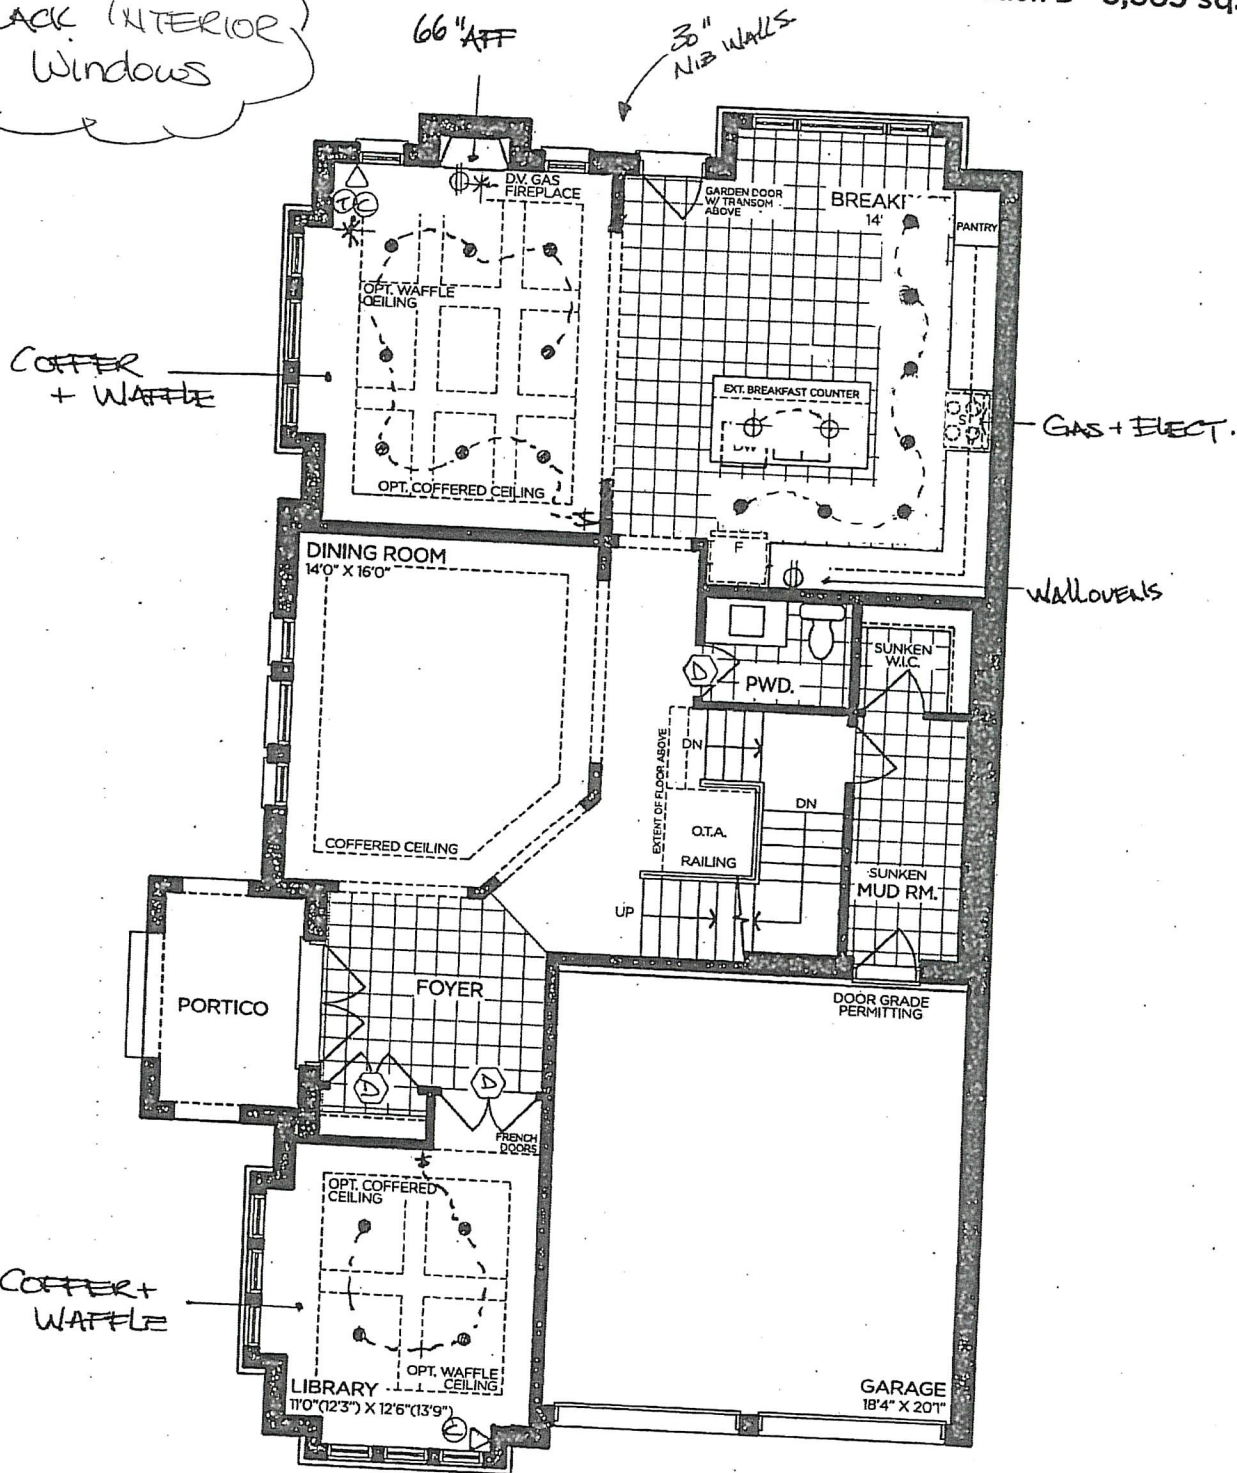 ACK INTERIOR
Windows
66" AFF
30"
NIB WALLS
D.V. GAS
FIREPLACE
GARDEN DOOR
W/ TRANSOM
ABOVE
BREAKF
14'
PANTRY
T C
OPT. WAFFLE
CEILING
COFFER
+ WAFFLE
EXT. BREAKFAST COUNTER
DW
GAS + ELECT.
OPT. COFFERED CEILING
F
WALLOVENS
DINING ROOM
14'0" X 16'0"
SUNKEN
W.I.C.
D
PWD.
DN
EXTENT OF FLOOR ABOVE
DN
O.T.A.
RAILING
COFFERED CEILING
SUNKEN
MUD RM.
UP
PORTICO
FOYER
DOOR GRADE
PERMITTING
D
D
FRENCH
DOORS
OPT. COFFERED
CEILING
COFFER +
WAFFLE
OPT. WAFFLE
CEILING
LIBRARY
11'0"(12'3") X 12'6"(13'9")
C
GARAGE
18'4" X 20'1"